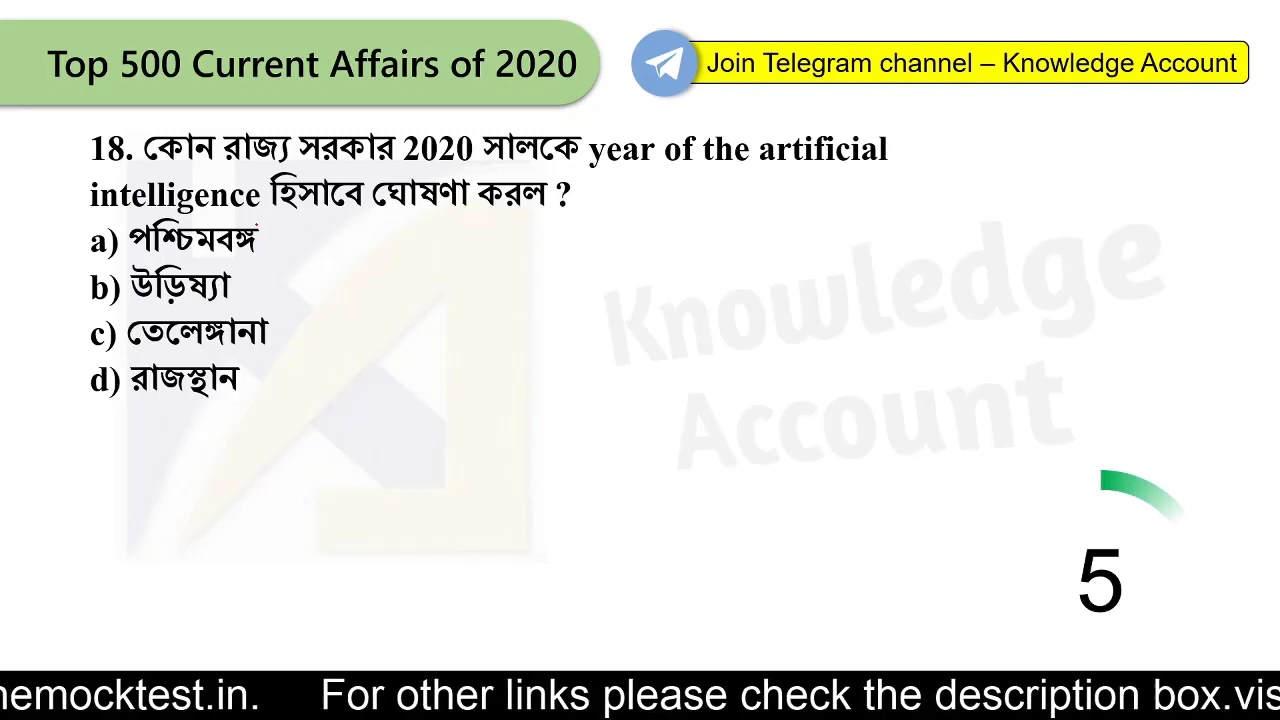 Top 500 Current Affairs of 2020
Join Telegram channel – Knowledge Account
18. কোন রাজ্য সরকার 2020 সালকে year of the artificial
intelligence হিসাবে ঘোষণা করল ?
a) পশ্চিমবঙ্গ
b) উড়িষ্যা
c) তেলেঙ্গানা
d) রাজস্থান
Knowledge
Account
5
hemocktest.in. For other links please check the description box.vis